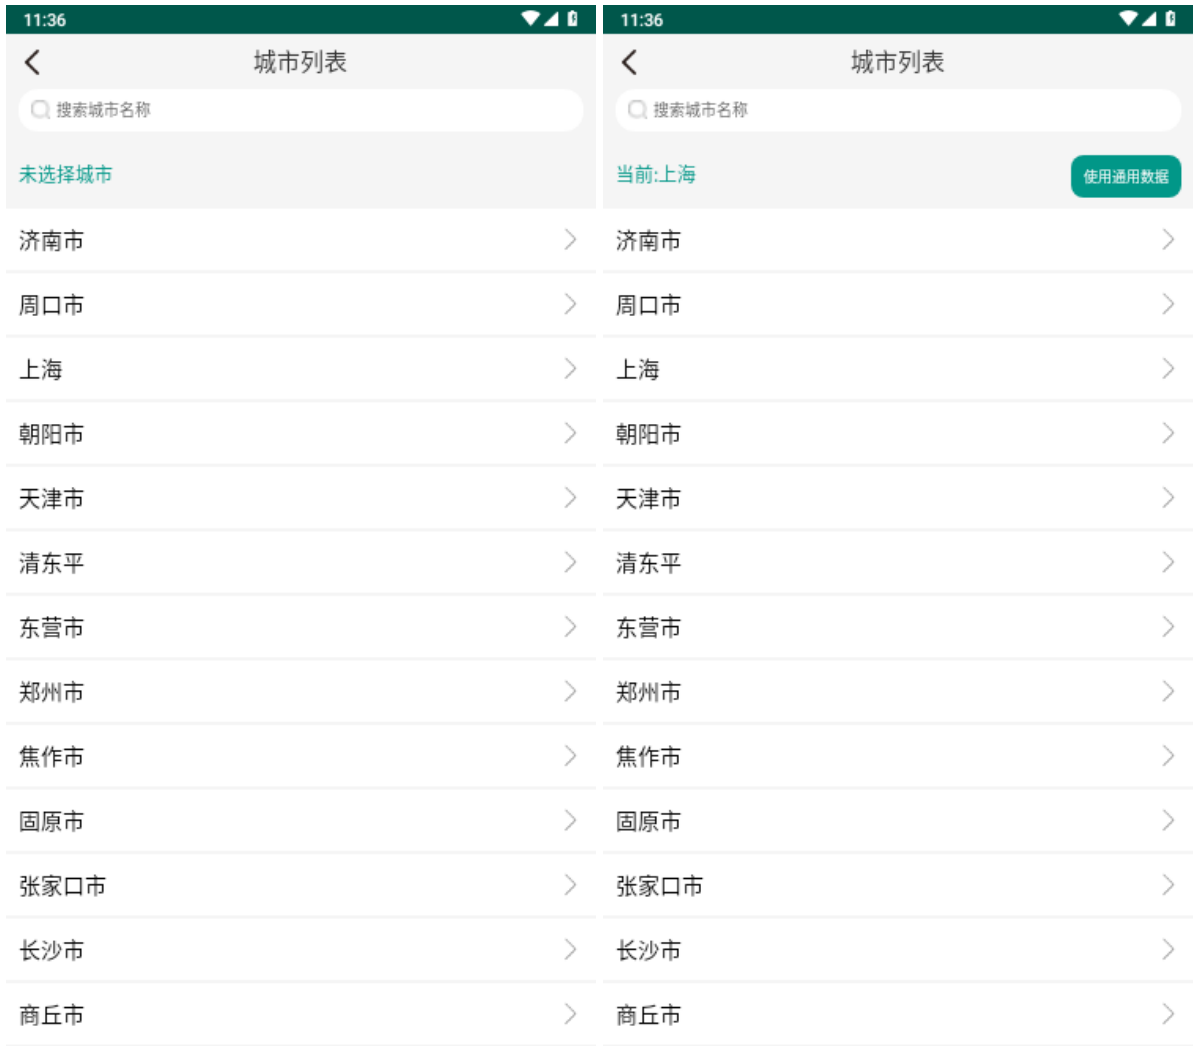 11:36
城市列表
搜索城市名称
未选择城市
济南市
周口市
上海
朝阳市
天津市
清东平
东营市
郑州市
焦作市
固原市
张家口市
长沙市
商丘市
11:36
城市列表
搜索城市名称
当前:上海
使用通用数据
济南市
周口市
上海
朝阳市
天津市
清东平
东营市
郑州市
焦作市
固原市
张家口市
长沙市
商丘市